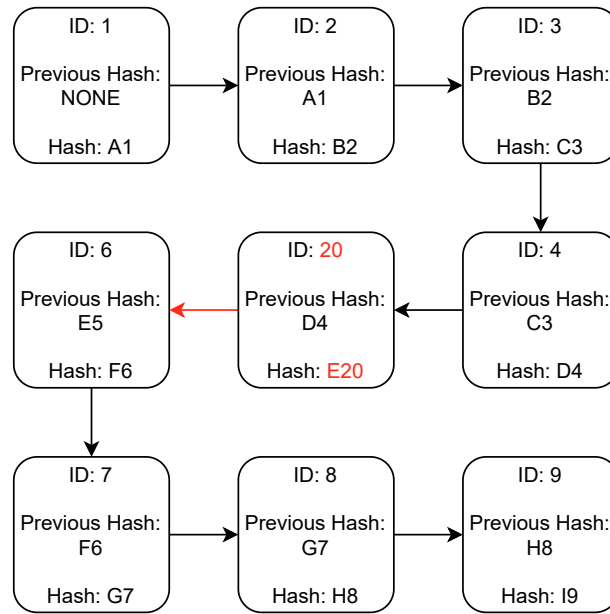 ID: 1
Previous Hash:
NONE
Hash: A1
ID: 2
Previous Hash:
A1
Hash: B2
ID: 3
Previous Hash:
B2
Hash: C3
ID: 4
Previous Hash:
C3
Hash: D4
ID: 20
Previous Hash:
D4
Hash: E20
ID: 6
Previous Hash:
E5
Hash: F6
ID: 7
Previous Hash:
F6
Hash: G7
ID: 8
Previous Hash:
G7
Hash: H8
ID: 9
Previous Hash:
H8
Hash: I9